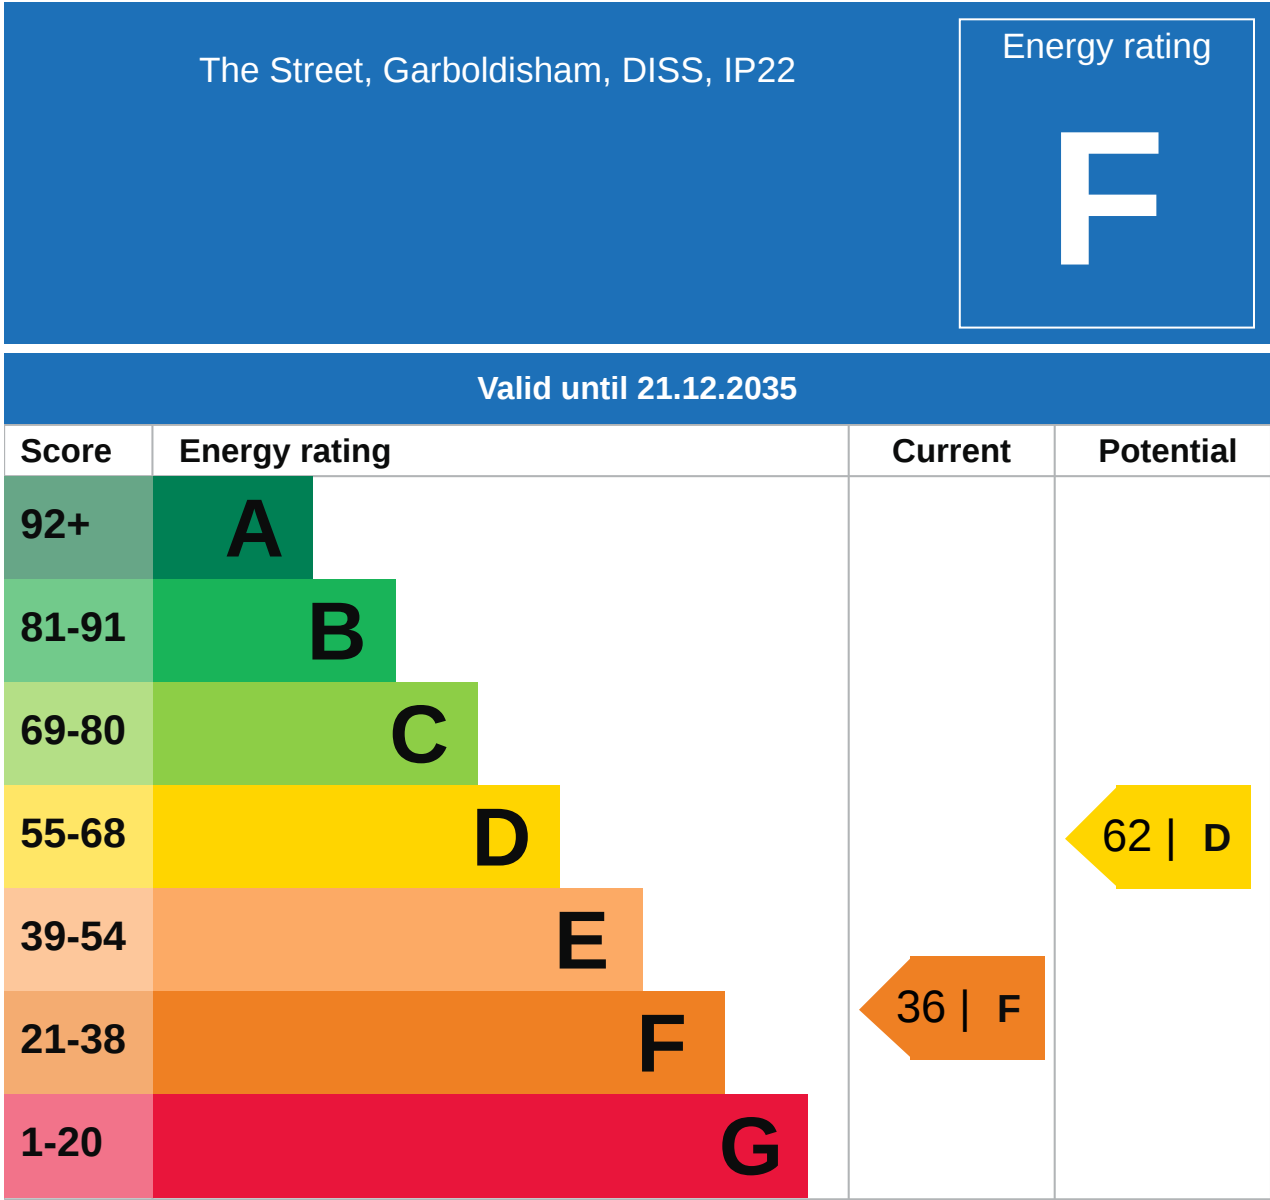 The Street, Garboldisham, DISS, IP22
Energy rating
F
Valid until 21.12.2035
Score Energy rating Current Potential
92+ A
81-91 B
69-80 C
55-68 D 62 | D
39-54 E
36 | F
21-38 F
1-20 G